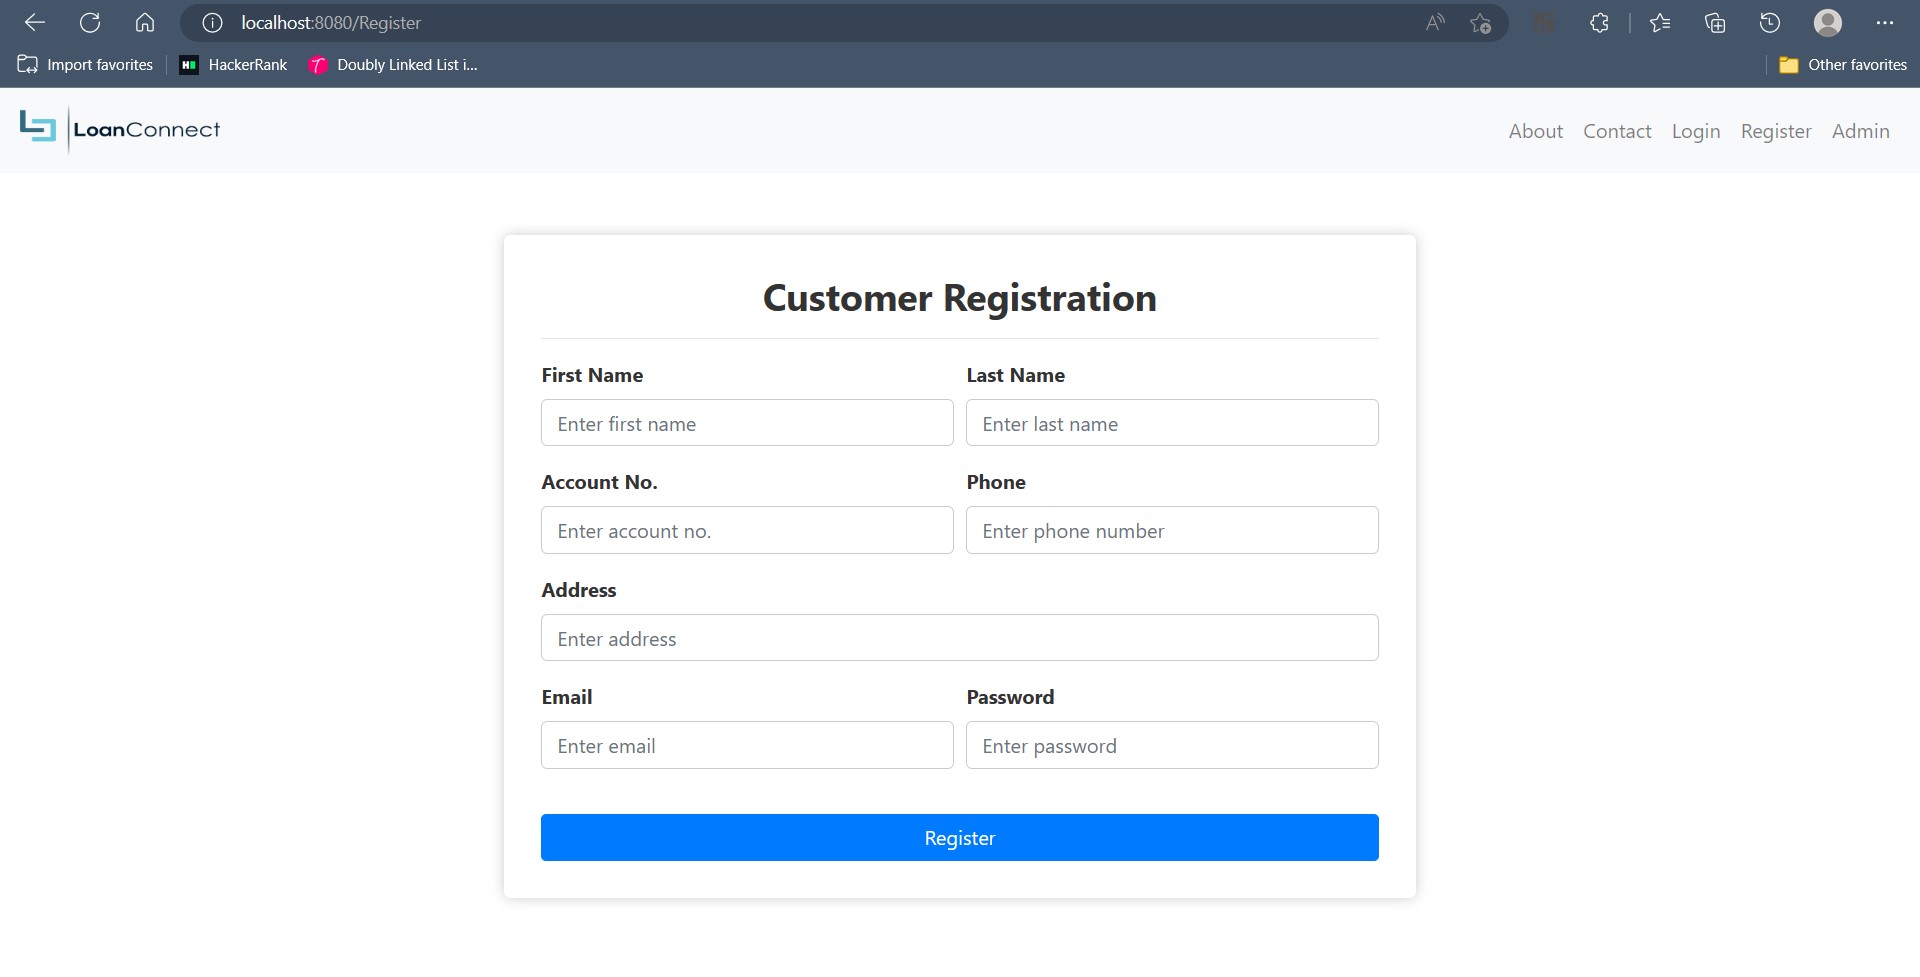 localhost:8080/Register
Import favorites HackerRank Doubly Linked List i... Other favorites
LoanConnect About Contact Login Register Admin
Customer Registration
First Name Last Name
Enter first name Enter last name
Account No. Phone
Enter account no. Enter phone number
Address
Enter address
Email Password
Enter email Enter password
Register